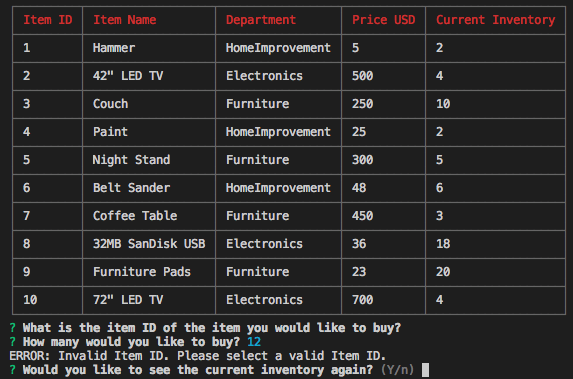 Item ID Item Name Department Price USD Current Inventory
1 Hammer HomeImprovement 5 2
2 42" LED TV Electronics 500 4
3 Couch Furniture 250 10
4 Paint HomeImprovement 25 2
5 Night Stand Furniture 300 5
6 Belt Sander HomeImprovement 48 6
7 Coffee Table Furniture 450 3
8 32MB SanDisk USB Electronics 36 18
9 Furniture Pads Furniture 23 20
10 72" LED TV Electronics 700 4
? What is the item ID of the item you would like to buy?
? How many would you like to buy? 12
ERROR: Invalid Item ID. Please select a valid Item ID.
? Would you like to see the current inventory again? (Y/n)